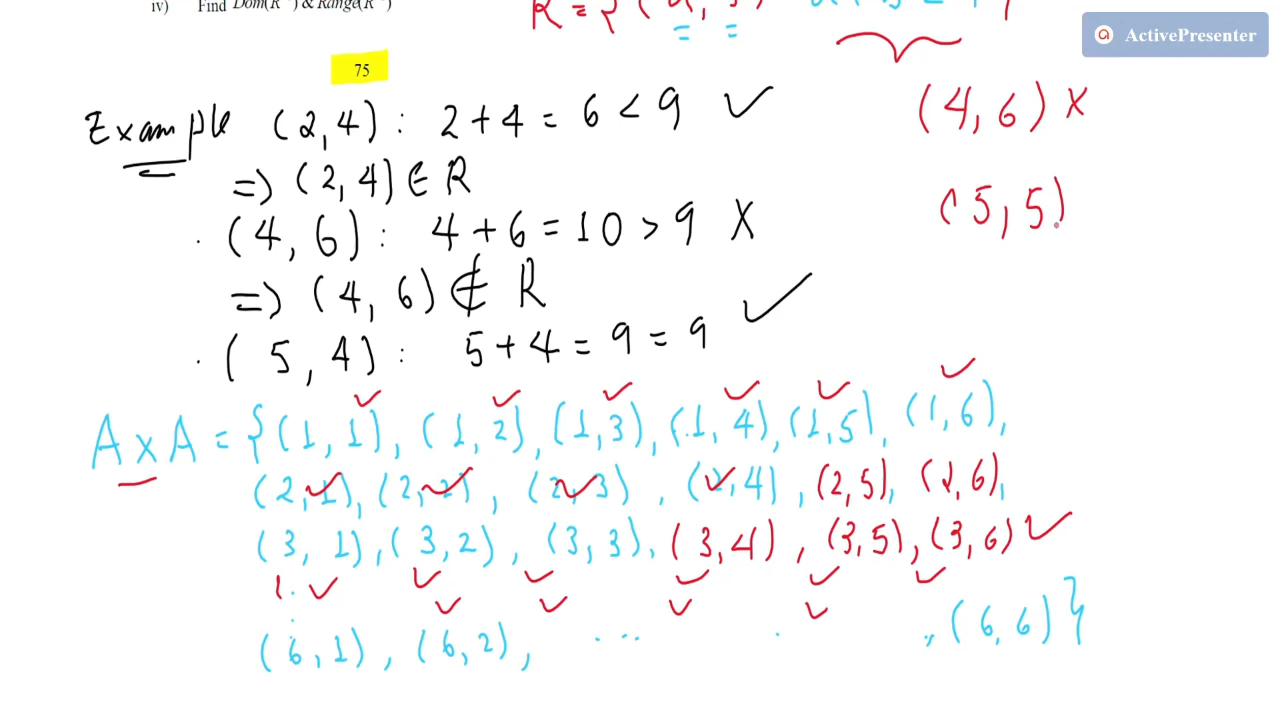 iv) Find Dom(R⁻¹) & Range(R⁻¹)
R = {(
ActivePresenter
75
Example (2,4) : 2 + 4 = 6 < 9 ✓
(4,6) X
=> (2,4) ∈ R
(5,5)
. (4, 6) : 4 + 6 = 10 > 9 X
=> (4, 6) ∉ R
. (5, 4) : 5 + 4 = 9 = 9 ✓
A x A = {(1, 1), (1, 2), (1, 3), (1, 4), (1, 5), (1, 6),
(2, 1), (2, 2), (2, 3), (2, 4), (2, 5), (2, 6),
(3, 1), (3, 2), (3, 3), (3, 4), (3, 5), (3, 6) ✓
(6, 1), (6, 2), ... , (6, 6)}